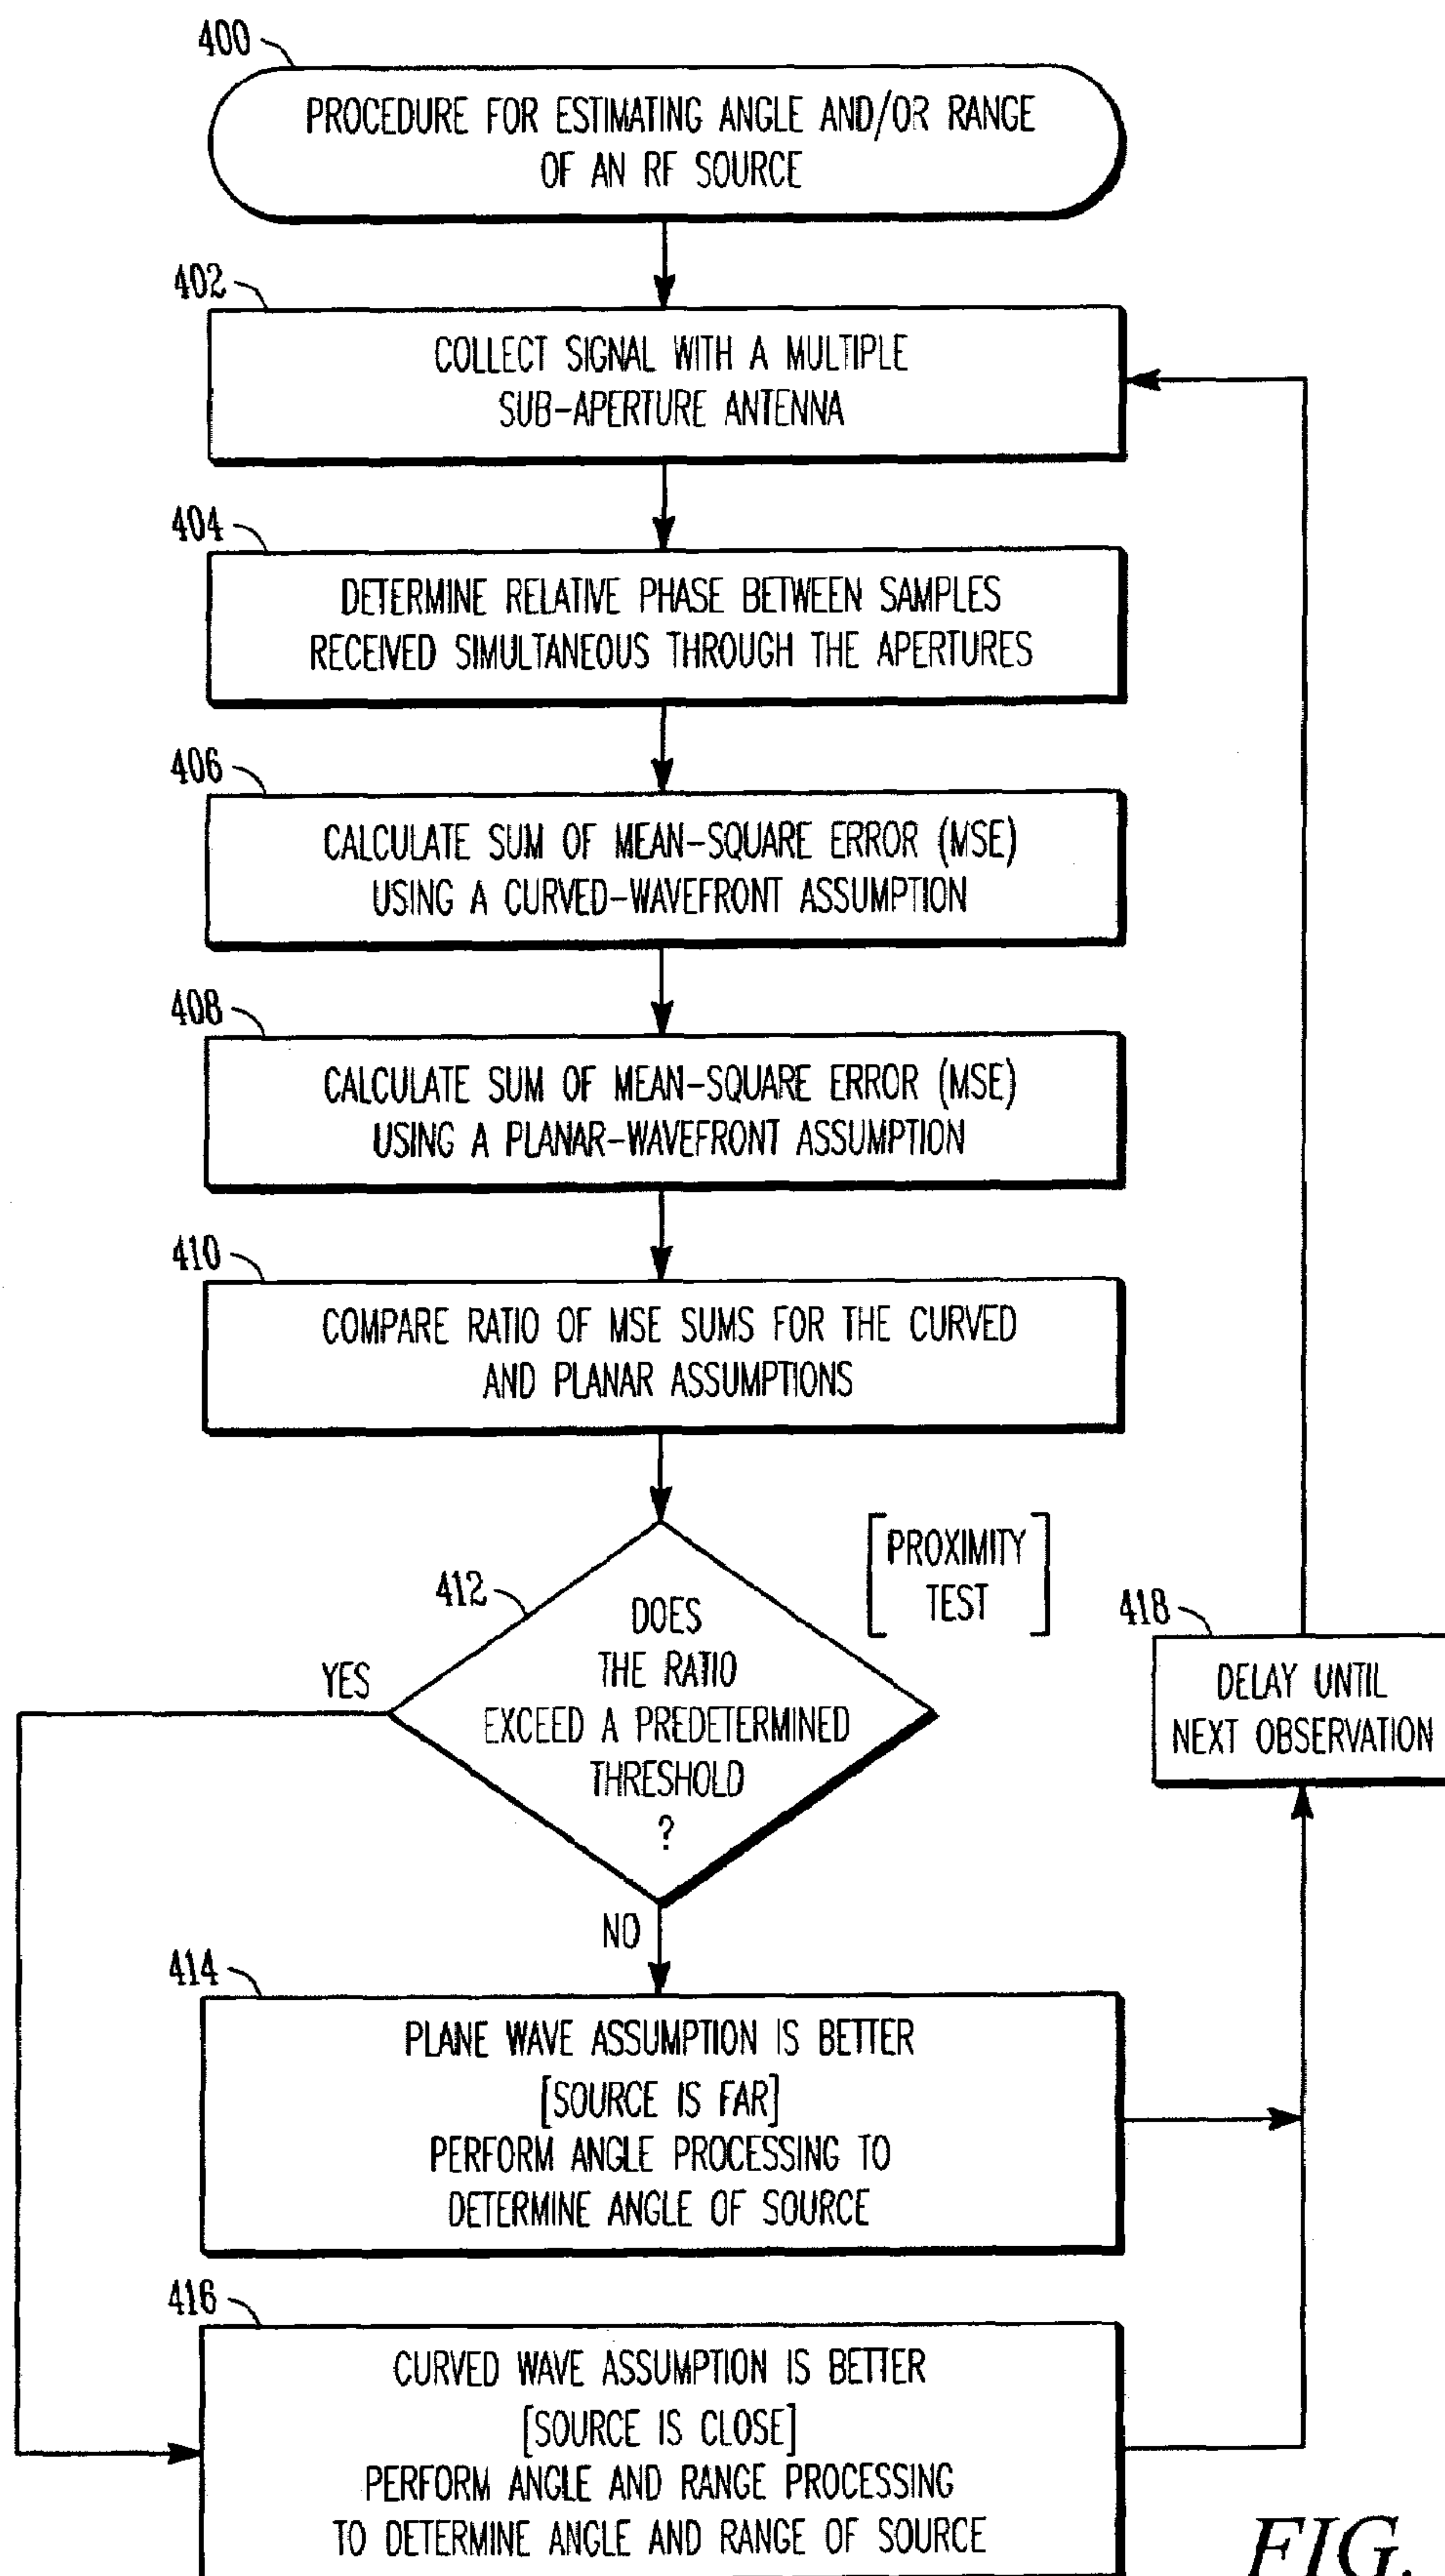 400
PROCEDURE FOR ESTIMATING ANGLE AND/OR RANGE
OF AN RF SOURCE
402
COLLECT SIGNAL WITH A MULTIPLE
SUB-APERTURE ANTENNA
404
DETERMINE RELATIVE PHASE BETWEEN SAMPLES
RECEIVED SIMULTANEOUS THROUGH THE APERTURES
406
CALCULATE SUM OF MEAN-SQUARE ERROR (MSE)
USING A CURVED-WAVEFRONT ASSUMPTION
408
CALCULATE SUM OF MEAN-SQUARE ERROR (MSE)
USING A PLANAR-WAVEFRONT ASSUMPTION
410
COMPARE RATIO OF MSE SUMS FOR THE CURVED
AND PLANAR ASSUMPTIONS
[PROXIMITY
TEST]
412
DOES
THE RATIO
EXCEED A PREDETERMINED
THRESHOLD
?
YES
NO
418
DELAY UNTIL
NEXT OBSERVATION
414
PLANE WAVE ASSUMPTION IS BETTER
[SOURCE IS FAR]
PERFORM ANGLE PROCESSING TO
DETERMINE ANGLE OF SOURCE
416
CURVED WAVE ASSUMPTION IS BETTER
[SOURCE IS CLOSE]
PERFORM ANGLE AND RANGE PROCESSING
TO DETERMINE ANGLE AND RANGE OF SOURCE
FIG.